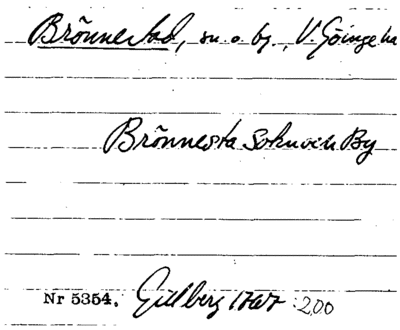 Brönnestad, sn. o. by., V. Göinge hd
Brönnesta Sokn och By
Nr 5354. Gillberg 1767 :200